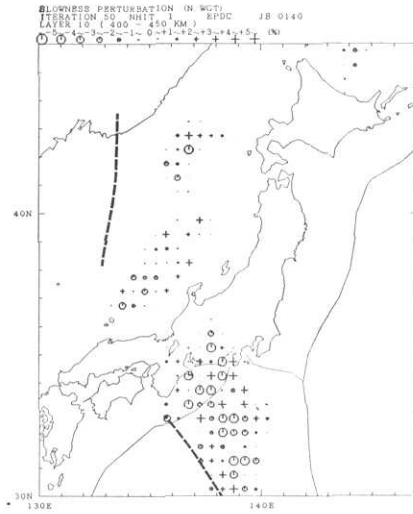 SLOWNESS PERTURBATION (N WGT)
ITERATION 50 NHIT 1 EPDC JB 0140
LAYER 10 ( 400 - 450 KM )
-5~-4~-3~-2~-1~ 0~+1~+2~+3~+4~+5~ (%)
40N
30N
130E
140E